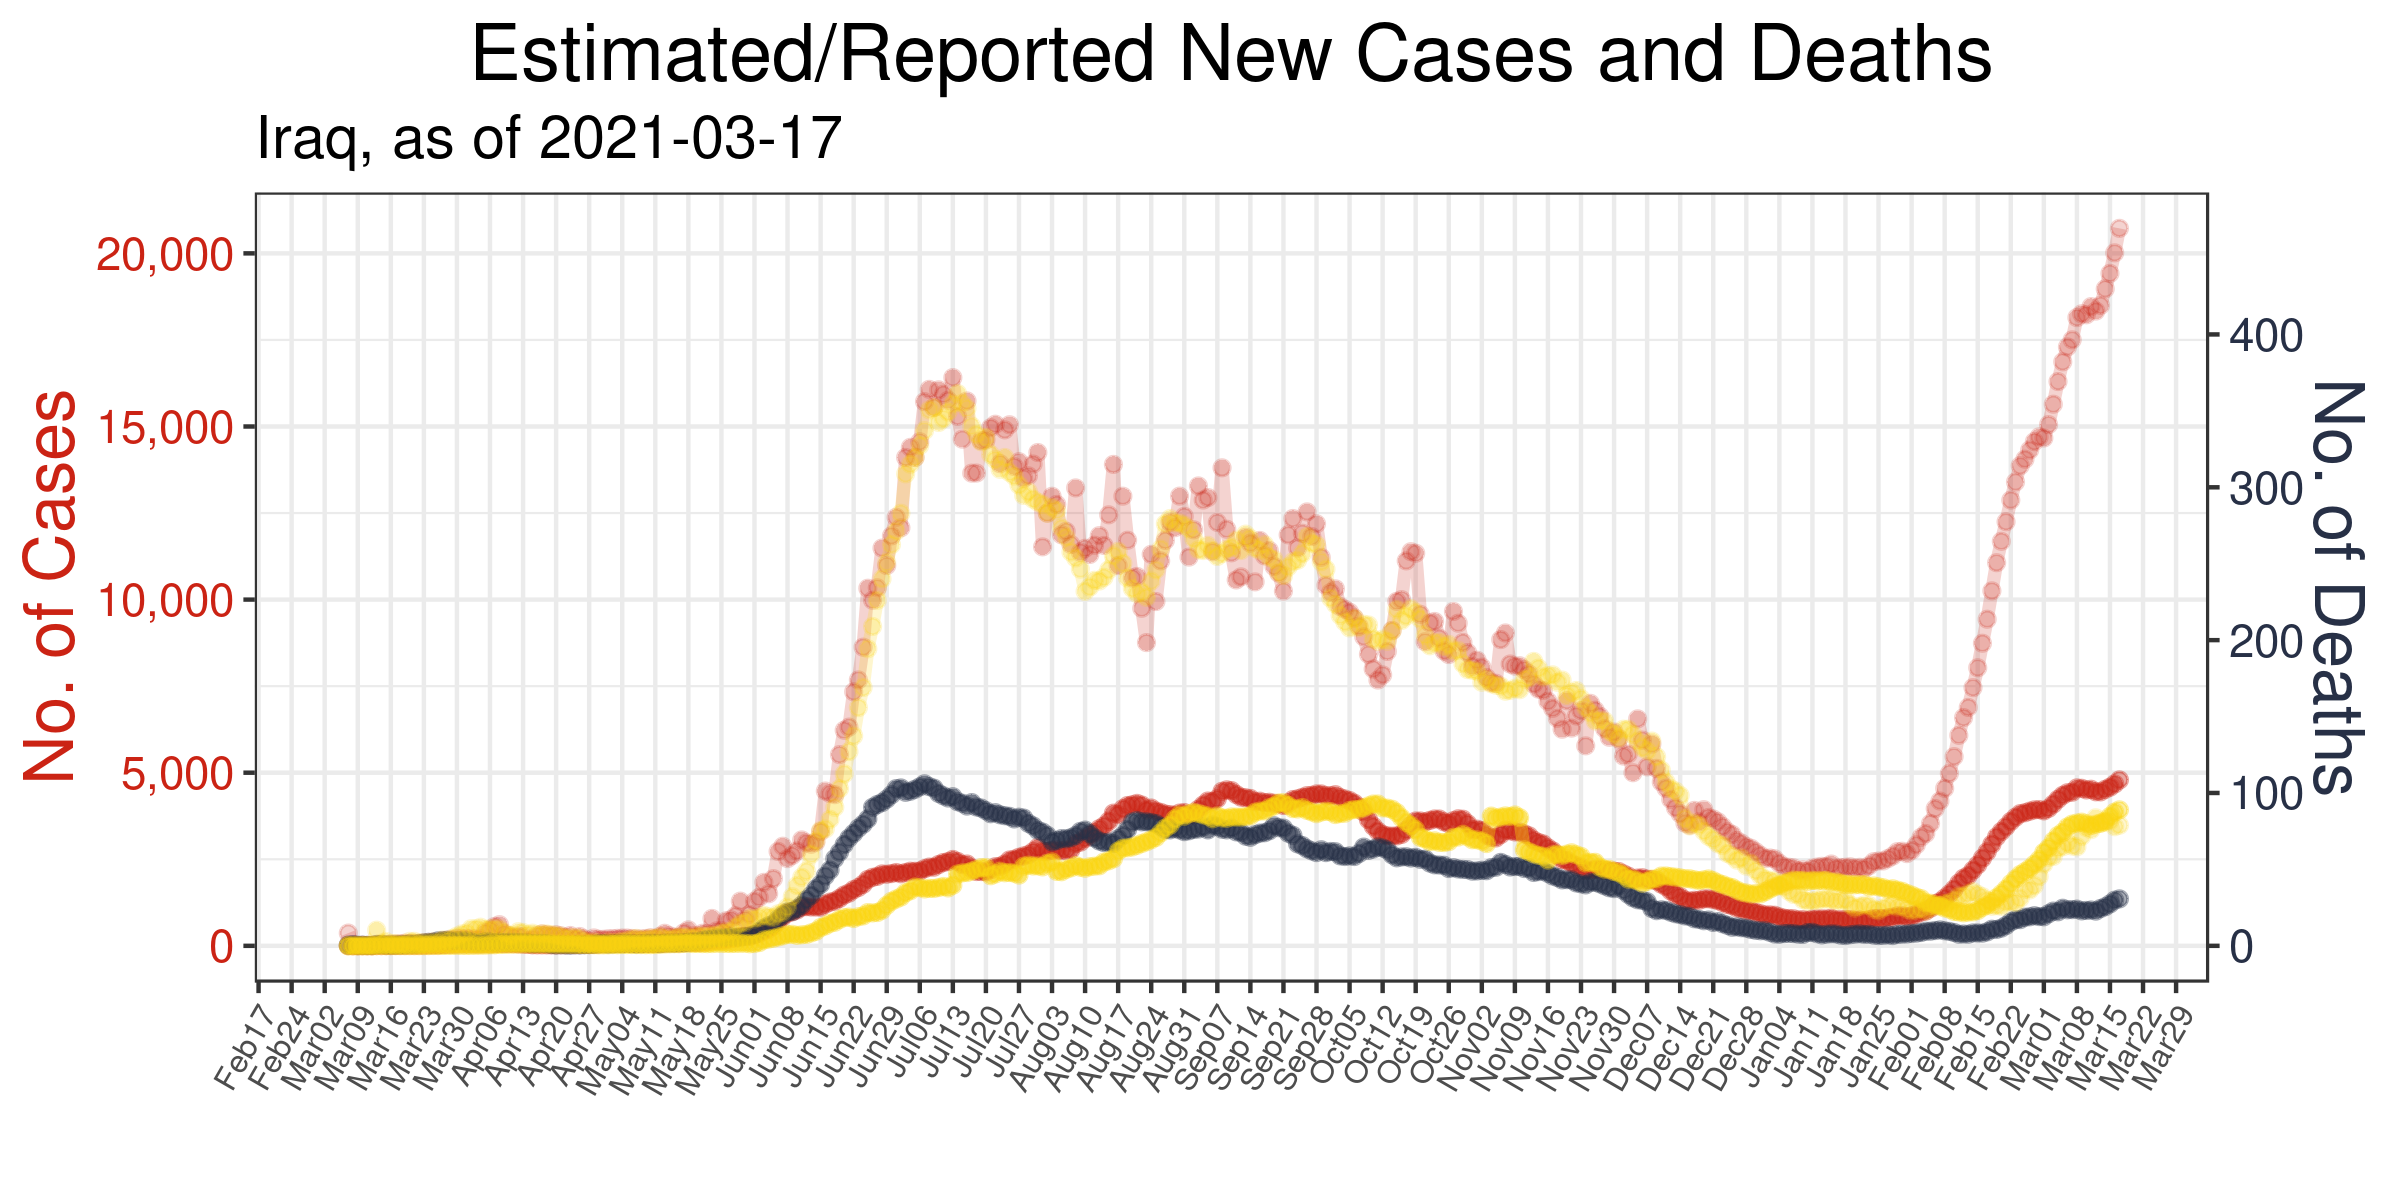 Estimated/Reported New Cases and Deaths
Iraq, as of 2021-03-17
No. of Cases
20,000
15,000
10,000
5,000
0
No. of Deaths
400
300
200
100
0
Feb17
Feb24
Mar02
Mar09
Mar16
Mar23
Mar30
Apr06
Apr13
Apr20
Apr27
May04
May11
May18
May25
Jun01
Jun08
Jun15
Jun22
Jun29
Jul06
Jul13
Jul20
Jul27
Aug03
Aug10
Aug17
Aug24
Aug31
Sep07
Sep14
Sep21
Sep28
Oct05
Oct12
Oct19
Oct26
Nov02
Nov09
Nov16
Nov23
Nov30
Dec07
Dec14
Dec21
Dec28
Jan04
Jan11
Jan18
Jan25
Feb01
Feb08
Feb15
Feb22
Mar01
Mar08
Mar15
Mar22
Mar29